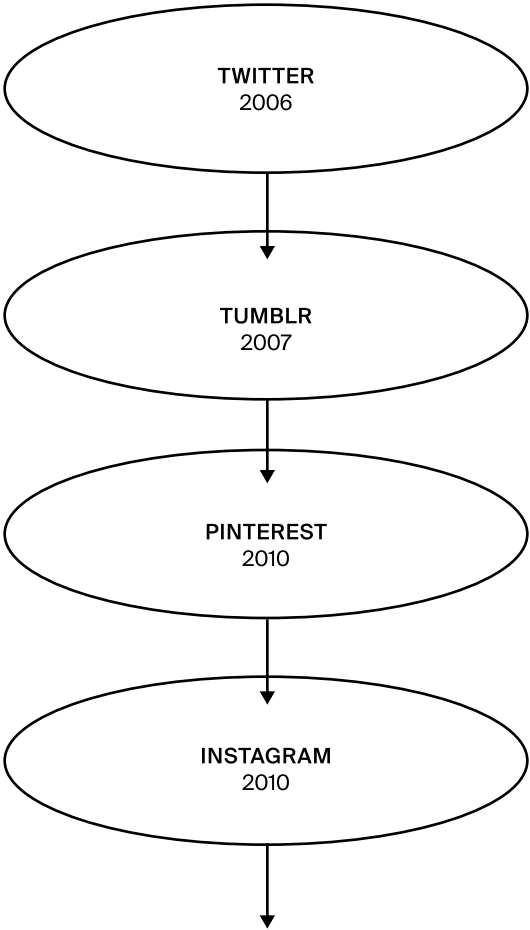 TWITTER
2006
TUMBLR
2007
PINTEREST
2010
INSTAGRAM
2010